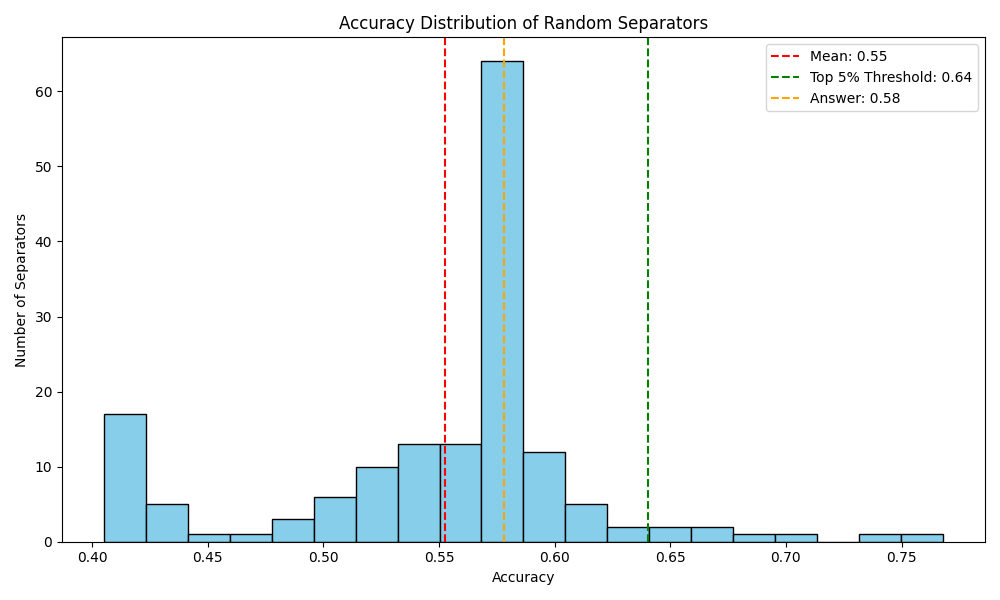 Accuracy Distribution of Random Separators
Mean: 0.55
Top 5% Threshold: 0.64
Answer: 0.58
Number of Separators
60
50
40
30
20
10
0
0.40 0.45 0.50 0.55 0.60 0.65 0.70 0.75
Accuracy